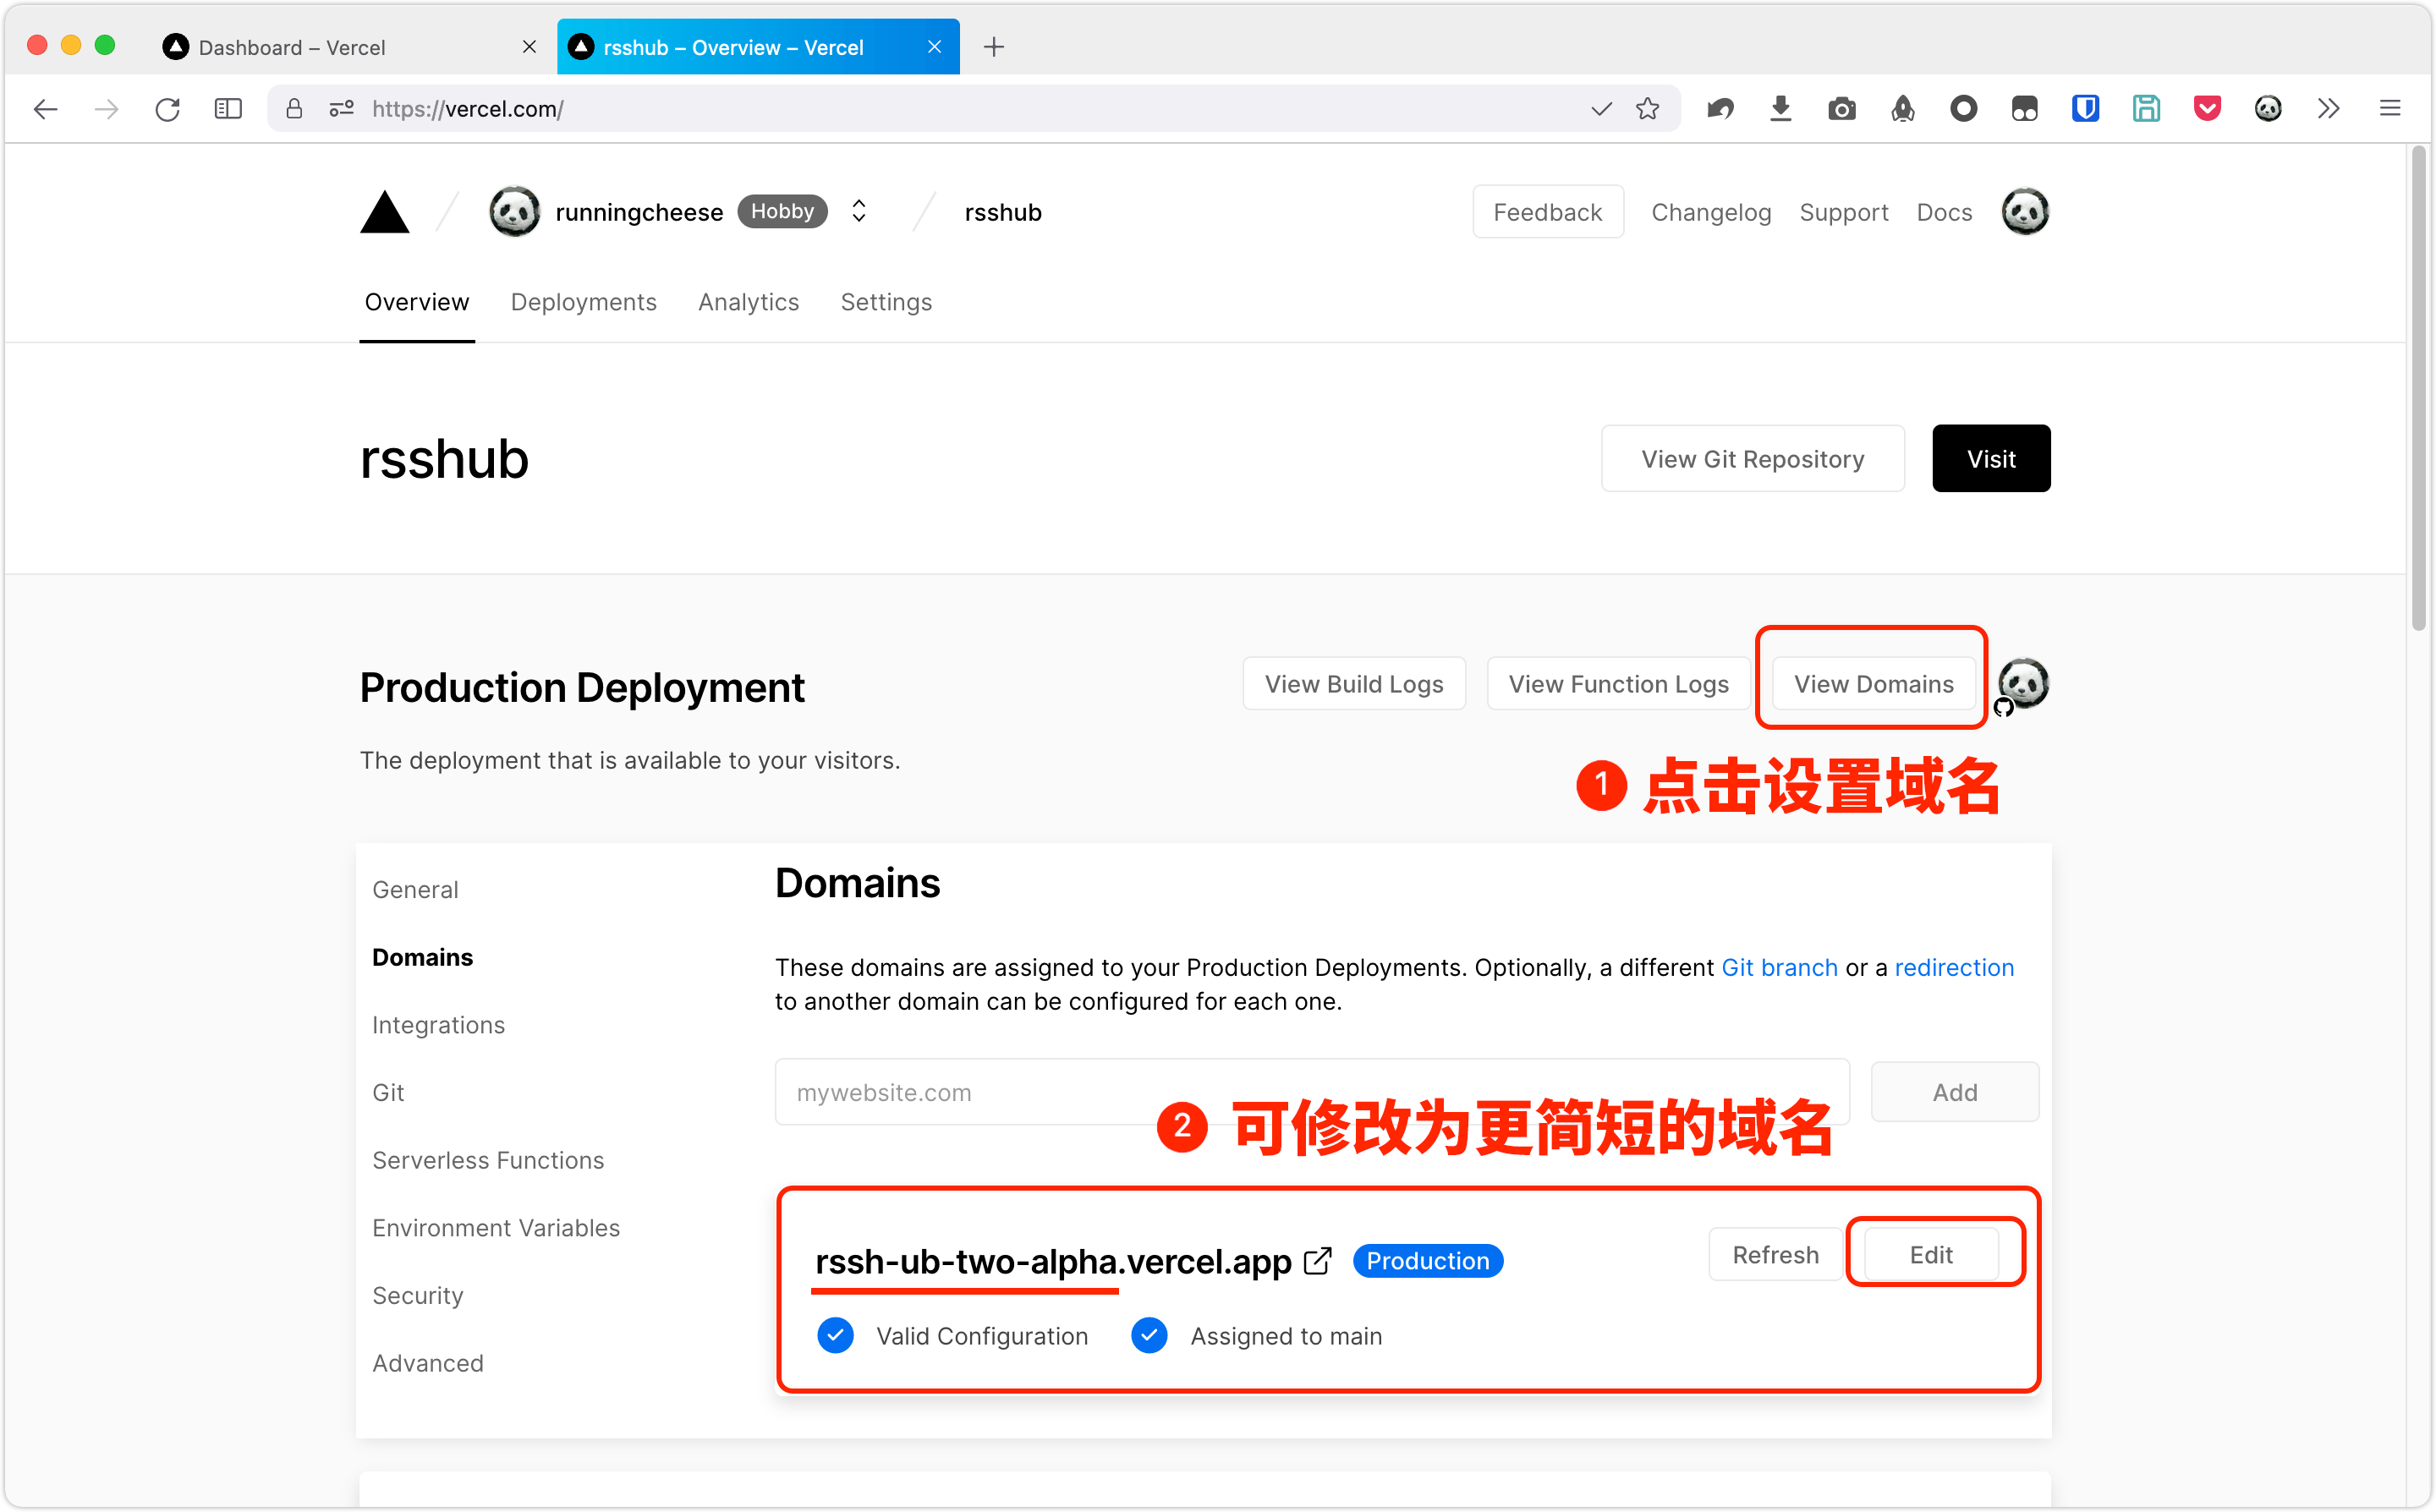 Dashboard – Vercel
rsshub – Overview – Vercel
https://vercel.com/
runningcheese Hobby rsshub
Feedback Changelog Support Docs
Overview Deployments Analytics Settings
rsshub
View Git Repository Visit
Production Deployment
View Build Logs View Function Logs View Domains
The deployment that is available to your visitors.
1 点击设置域名
General
Domains
Integrations
Git
Serverless Functions
Environment Variables
Security
Advanced
Domains
These domains are assigned to your Production Deployments. Optionally, a different Git branch or a redirection
to another domain can be configured for each one.
mywebsite.com Add
2 可修改为更简短的域名
rssh-ub-two-alpha.vercel.app Production Refresh Edit
Valid Configuration Assigned to main